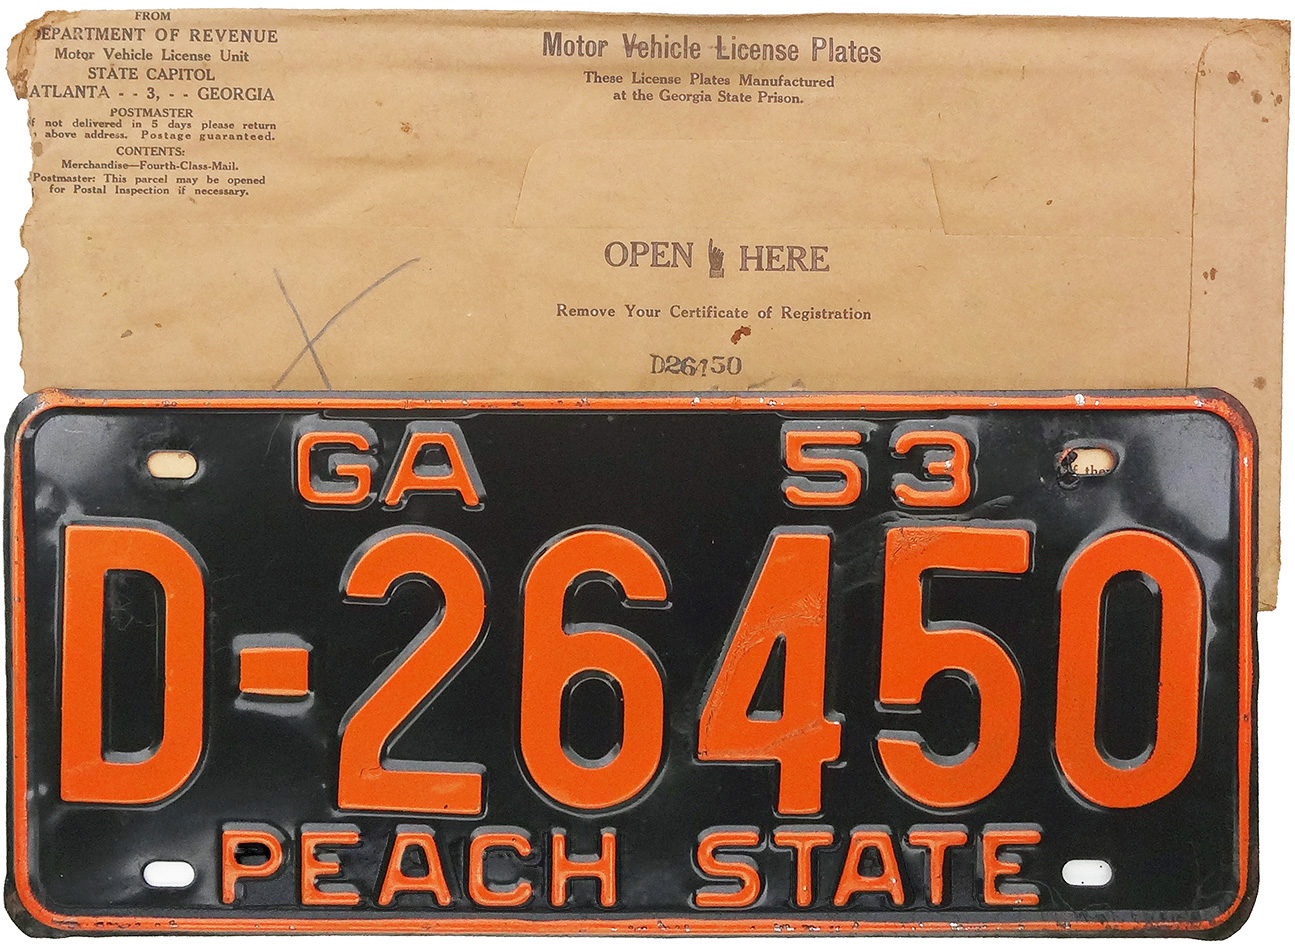 FROM
DEPARTMENT OF REVENUE
Motor Vehicle License Unit
STATE CAPITOL
ATLANTA - - 3, - - GEORGIA
POSTMASTER
f not delivered in 5 days please return
above address. Postage guaranteed.
CONTENTS:
Merchandise—Fourth-Class-Mail.
Postmaster: This parcel may be opened
for Postal Inspection if necessary.
Motor Vehicle License Plates
These License Plates Manufactured
at the Georgia State Prison.
OPEN HERE
Remove Your Certificate of Registration
D26450
GA 53
D-26450
PEACH STATE